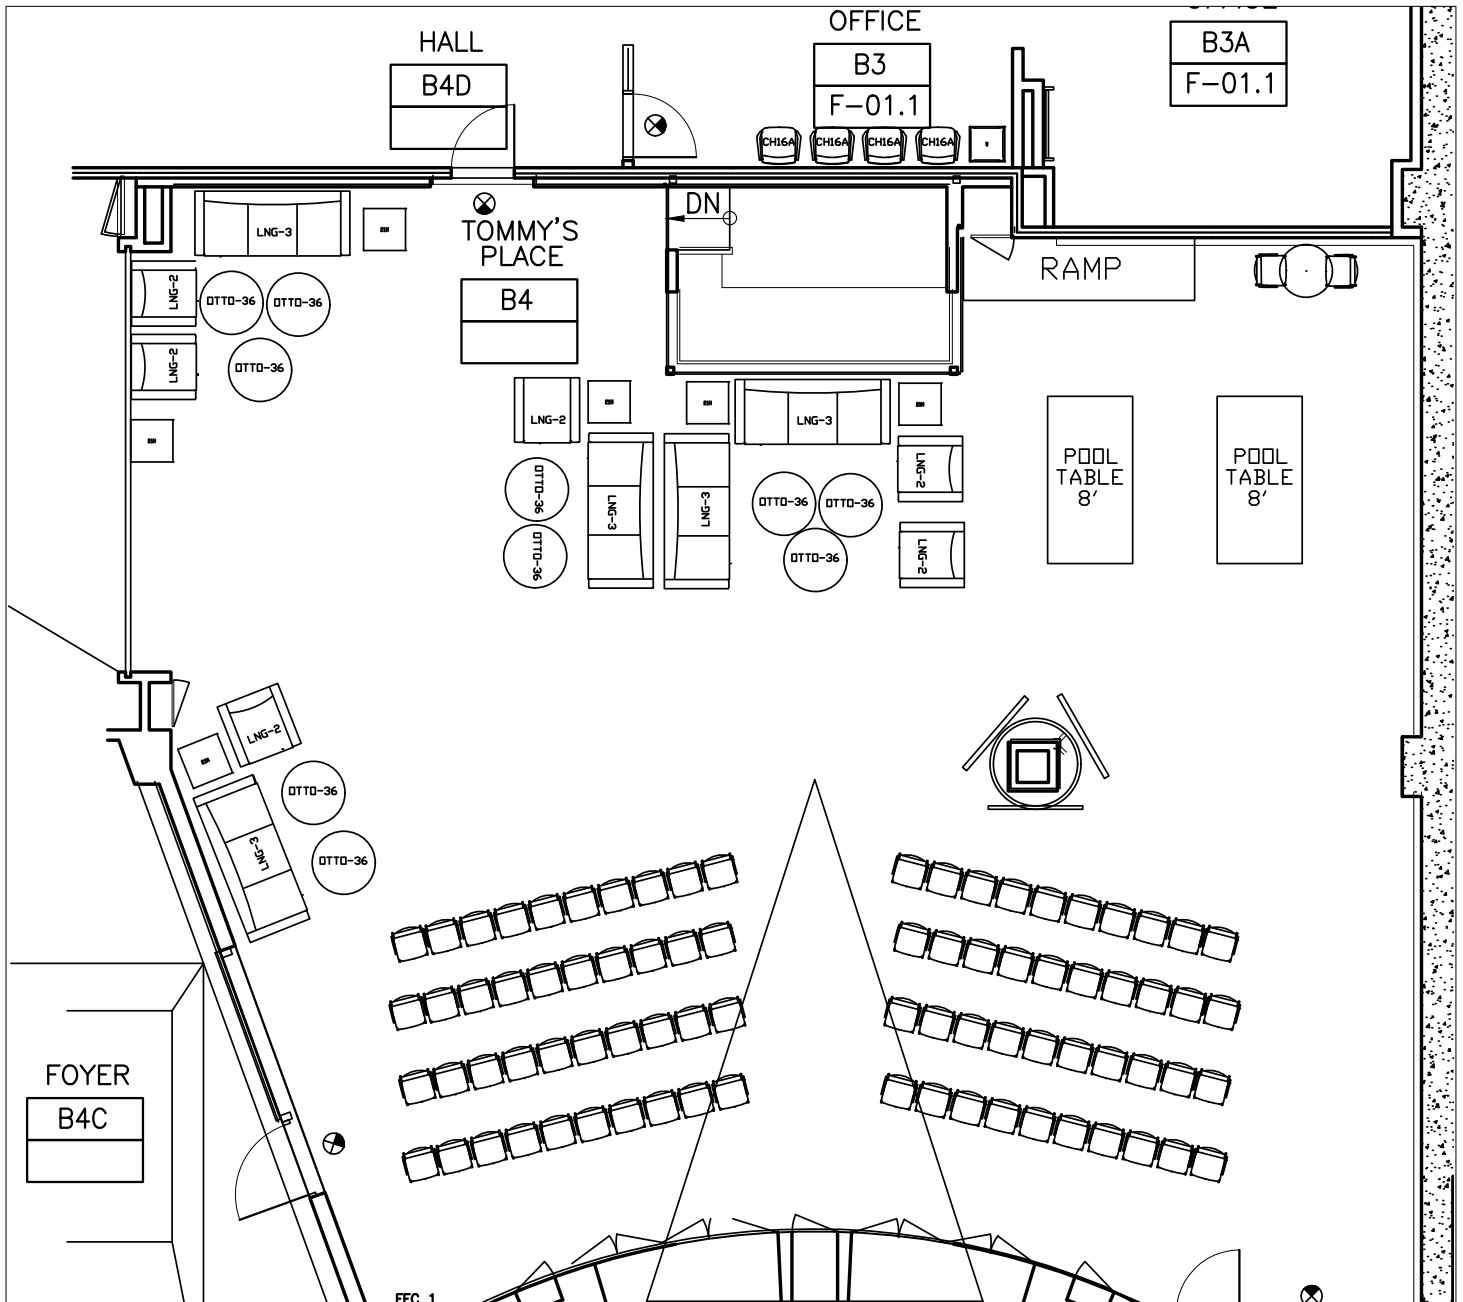 OFFICE
B3A
F-01.1
OFFICE
B3
F-01.1
HALL
B4D
CH16A
CH16A
CH16A
CH16A
DN
TOMMY'S
PLACE
B4
RAMP
LNG-3
LNG-2
OTTO-36
OTTO-36
LNG-2
OTTO-36
LNG-2
LNG-3
LNG-3
LNG-3
LNG-2
LNG-2
OTTO-36
OTTO-36
OTTO-36
OTTO-36
OTTO-36
POOL
TABLE
8'
POOL
TABLE
8'
LNG-2
OTTO-36
LNG-3
OTTO-36
FOYER
B4C